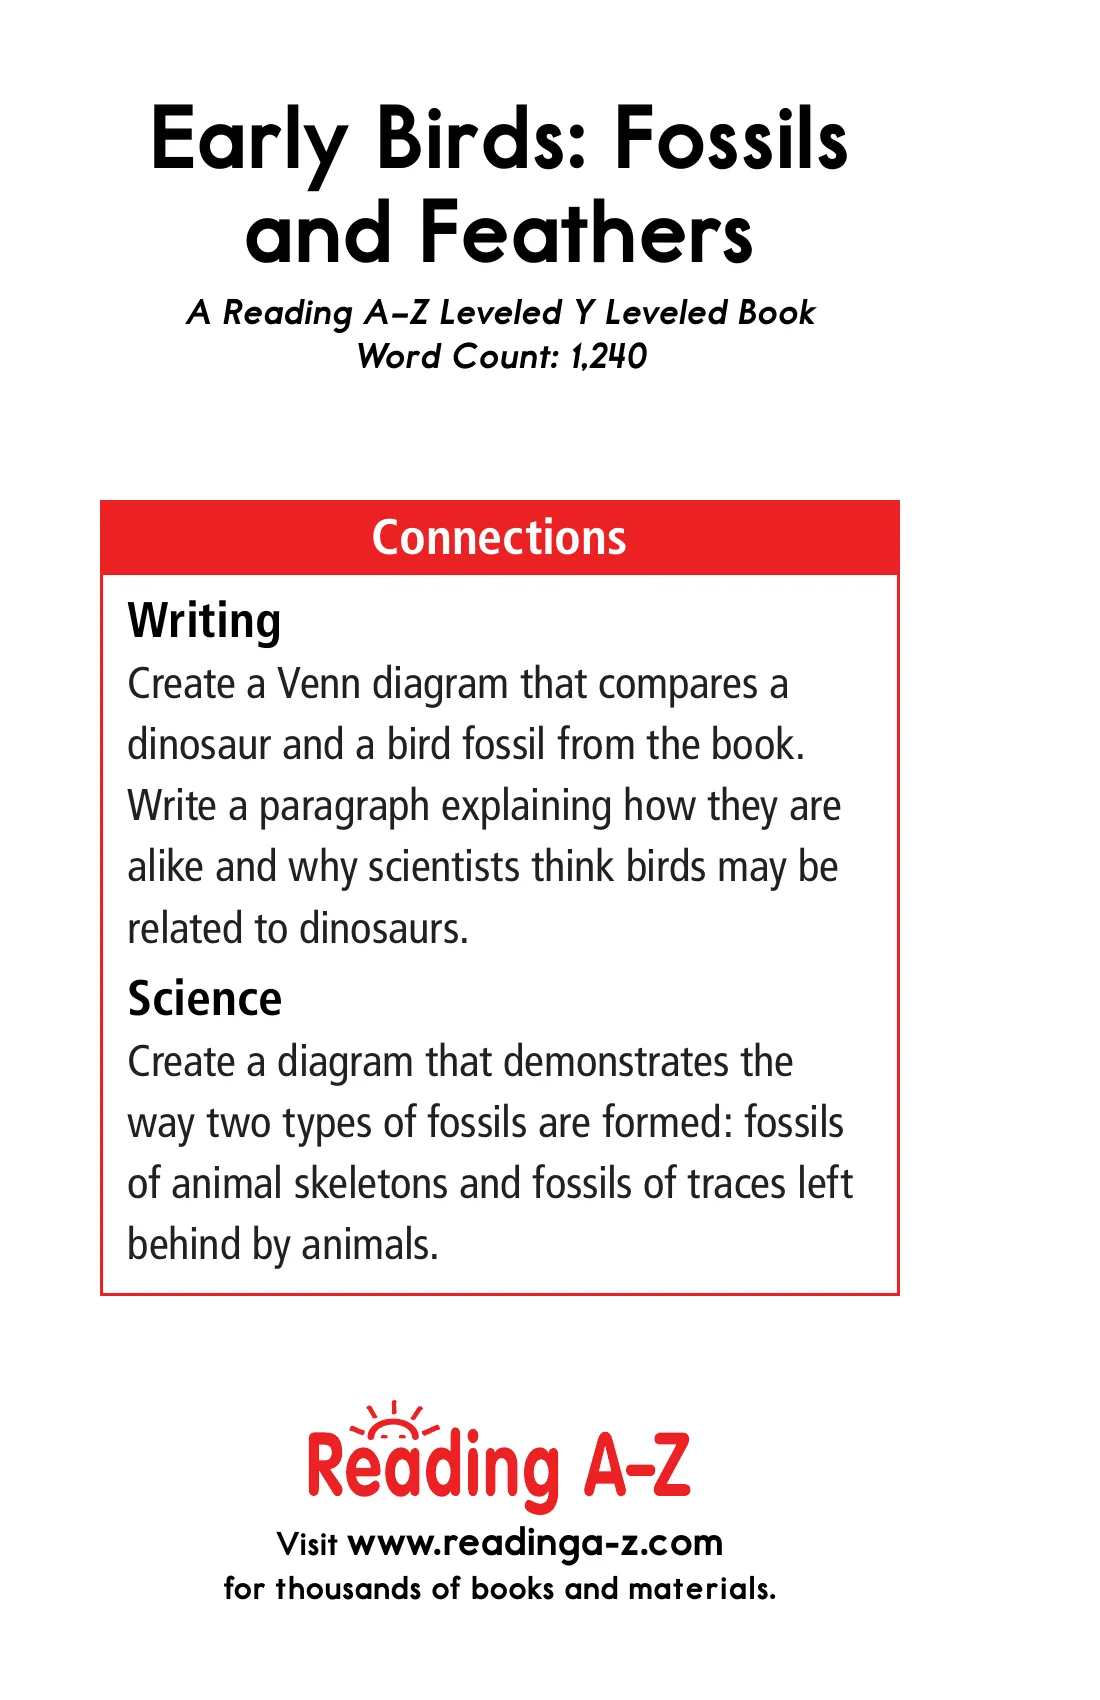 Early Birds: Fossils
and Feathers
A Reading A–Z Leveled Y Leveled Book
Word Count: 1,240
Connections
Writing
Create a Venn diagram that compares a
dinosaur and a bird fossil from the book.
Write a paragraph explaining how they are
alike and why scientists think birds may be
related to dinosaurs.
Science
Create a diagram that demonstrates the
way two types of fossils are formed: fossils
of animal skeletons and fossils of traces left
behind by animals.
Reading A–Z
Visit www.readinga-z.com
for thousands of books and materials.